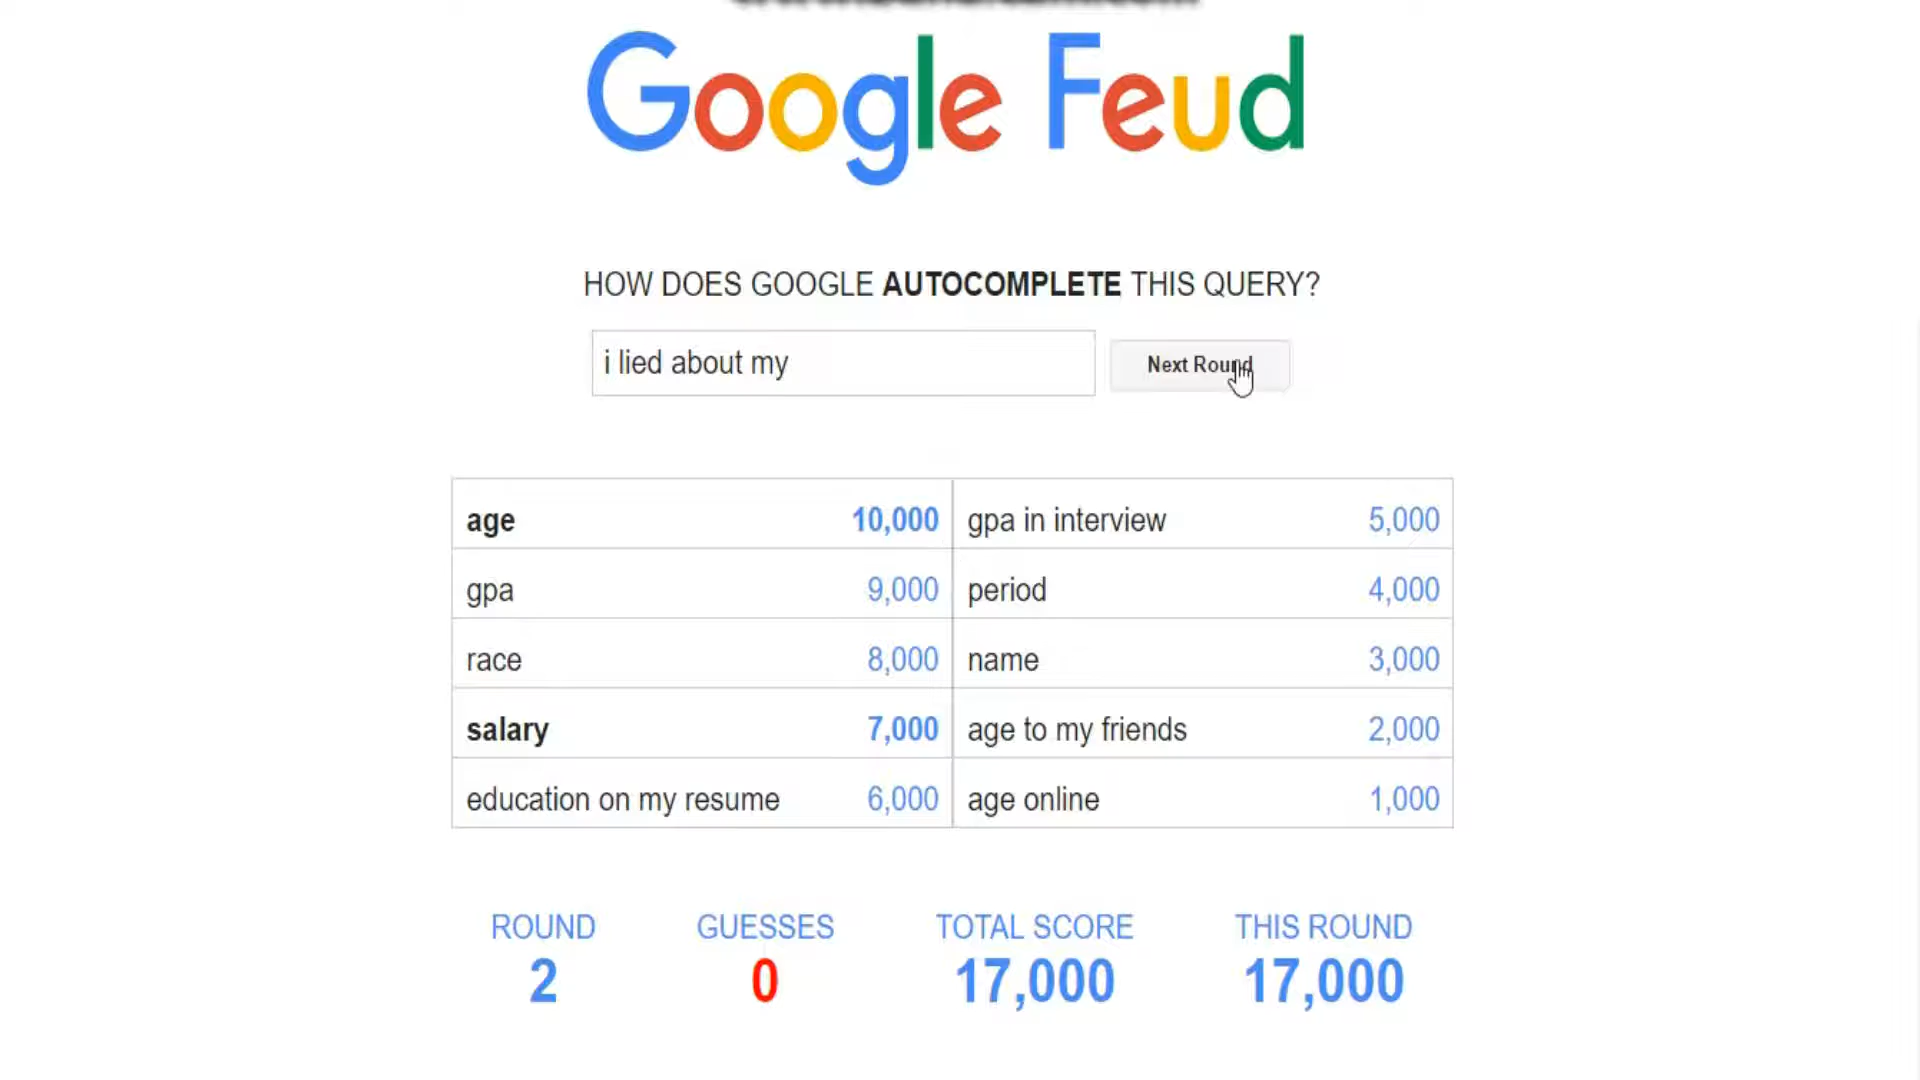 Google Feud
HOW DOES GOOGLE AUTOCOMPLETE THIS QUERY?
i lied about my
Next Round
age 10,000 gpa in interview 5,000
gpa 9,000 period 4,000
race 8,000 name 3,000
salary 7,000 age to my friends 2,000
education on my resume 6,000 age online 1,000
ROUND GUESSES TOTAL SCORE THIS ROUND
2 0 17,000 17,000